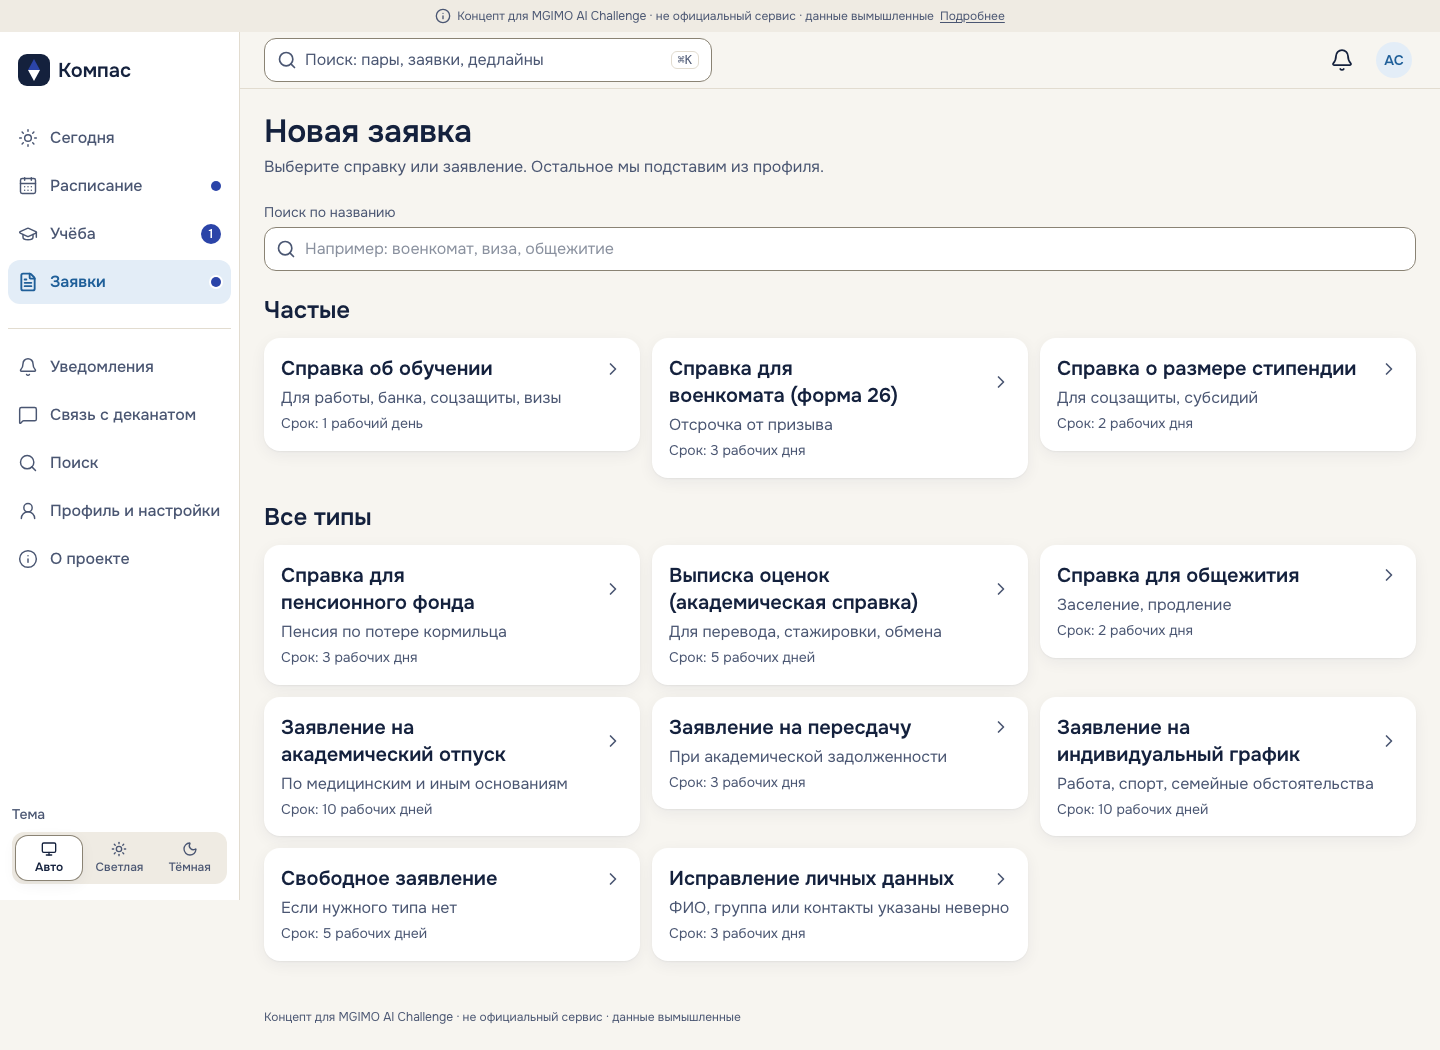 Концепт для MGIMO AI Challenge · не официальный сервис · данные вымышленные Подробнее
Компас
Поиск: пары, заявки, дедлайны
⌘K
АС
Сегодня
Расписание
Учёба
1
Заявки
Уведомления
Связь с деканатом
Поиск
Профиль и настройки
О проекте
Тема
Авто
Светлая
Тёмная
Новая заявка
Выберите справку или заявление. Остальное мы подставим из профиля.
Поиск по названию
Например: военкомат, виза, общежитие
Частые
Справка об обучении
Для работы, банка, соцзащиты, визы
Срок: 1 рабочий день
Справка для
военкомата (форма 26)
Отсрочка от призыва
Срок: 3 рабочих дня
Справка о размере стипендии
Для соцзащиты, субсидий
Срок: 2 рабочих дня
Все типы
Справка для
пенсионного фонда
Пенсия по потере кормильца
Срок: 3 рабочих дня
Выписка оценок
(академическая справка)
Для перевода, стажировки, обмена
Срок: 5 рабочих дней
Справка для общежития
Заселение, продление
Срок: 2 рабочих дня
Заявление на
академический отпуск
По медицинским и иным основаниям
Срок: 10 рабочих дней
Заявление на пересдачу
При академической задолженности
Срок: 3 рабочих дня
Заявление на
индивидуальный график
Работа, спорт, семейные обстоятельства
Срок: 10 рабочих дней
Свободное заявление
Если нужного типа нет
Срок: 5 рабочих дней
Исправление личных данных
ФИО, группа или контакты указаны неверно
Срок: 3 рабочих дня
Концепт для MGIMO AI Challenge · не официальный сервис · данные вымышленные